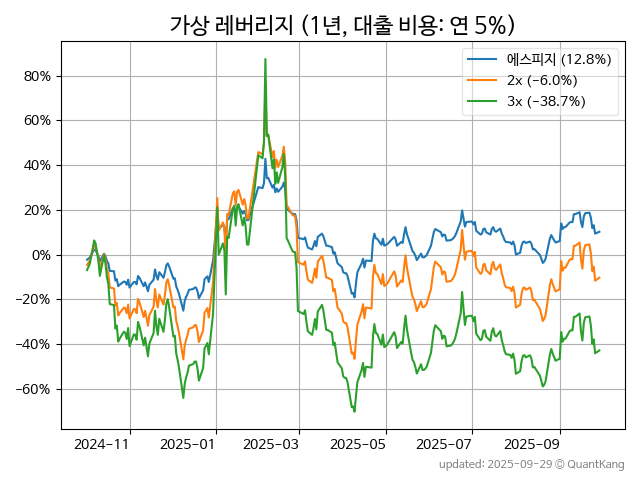 가상 레버리지 (1년, 대출 비용: 연 5%)
에스피지 (12.8%)
2x (−6.0%)
3x (−38.7%)
80%
60%
40%
20%
0%
−20%
−40%
−60%
2024-11
2025-01
2025-03
2025-05
2025-07
2025-09
updated: 2025-09-29 © QuantKang